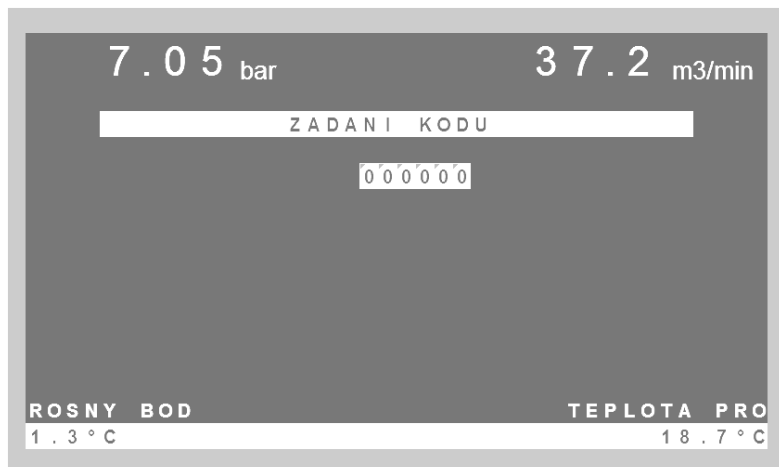 7.05 bar 37.2 m3/min
ZADANI KODU
000000
ROSNY BOD TEPLOTA PRO
1.3°C 18.7°C